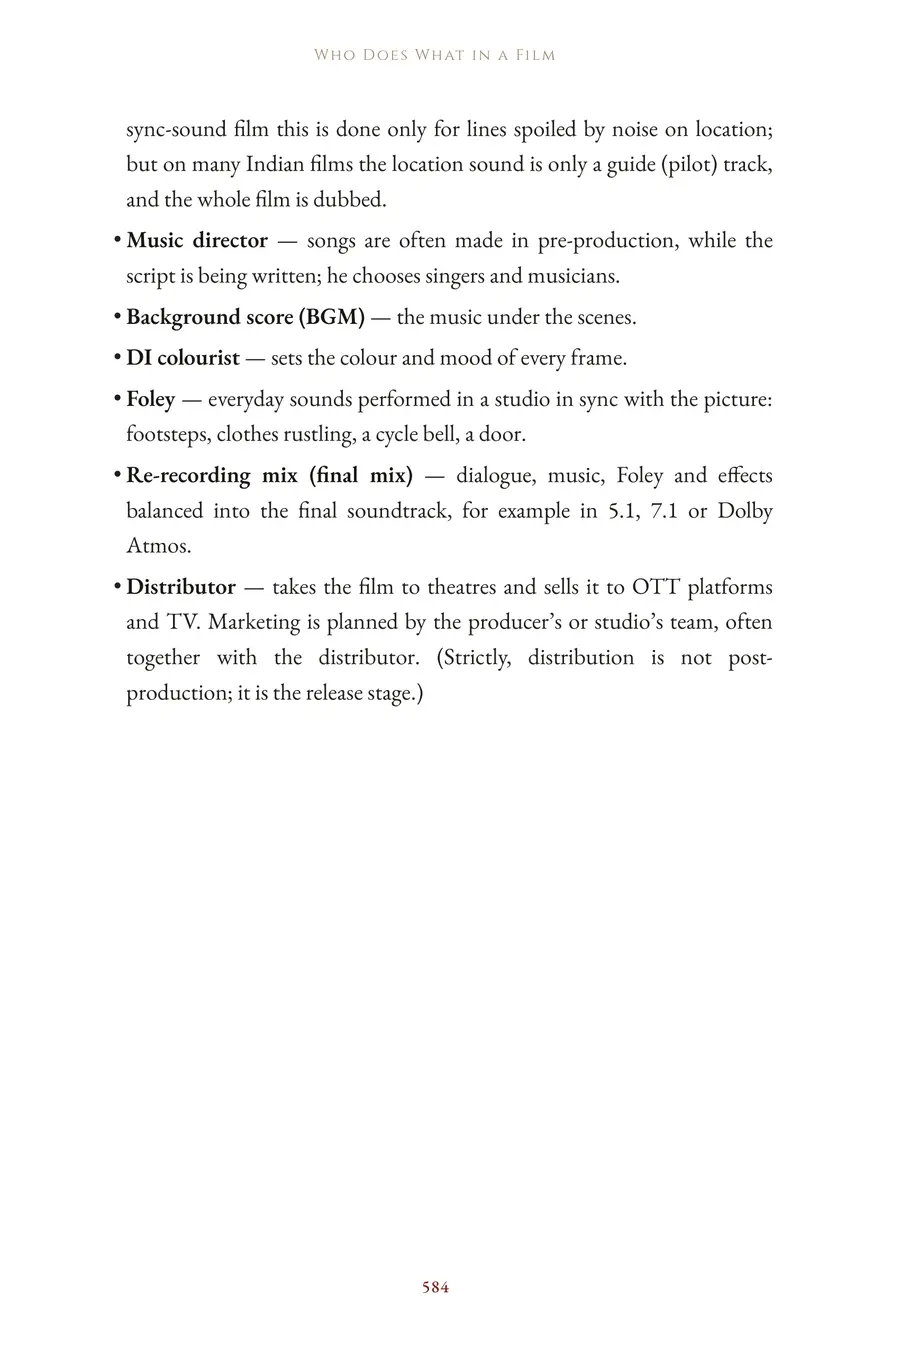 Who Does What in a Film
sync-sound film this is done only for lines spoiled by noise on location;
but on many Indian films the location sound is only a guide (pilot) track,
and the whole film is dubbed.
• Music director — songs are often made in pre-production, while the
script is being written; he chooses singers and musicians.
• Background score (BGM) — the music under the scenes.
• DI colourist — sets the colour and mood of every frame.
• Foley — everyday sounds performed in a studio in sync with the picture:
footsteps, clothes rustling, a cycle bell, a door.
• Re-recording mix (final mix) — dialogue, music, Foley and effects
balanced into the final soundtrack, for example in 5.1, 7.1 or Dolby
Atmos.
• Distributor — takes the film to theatres and sells it to OTT platforms
and TV. Marketing is planned by the producer’s or studio’s team, often
together with the distributor. (Strictly, distribution is not post-
production; it is the release stage.)
584